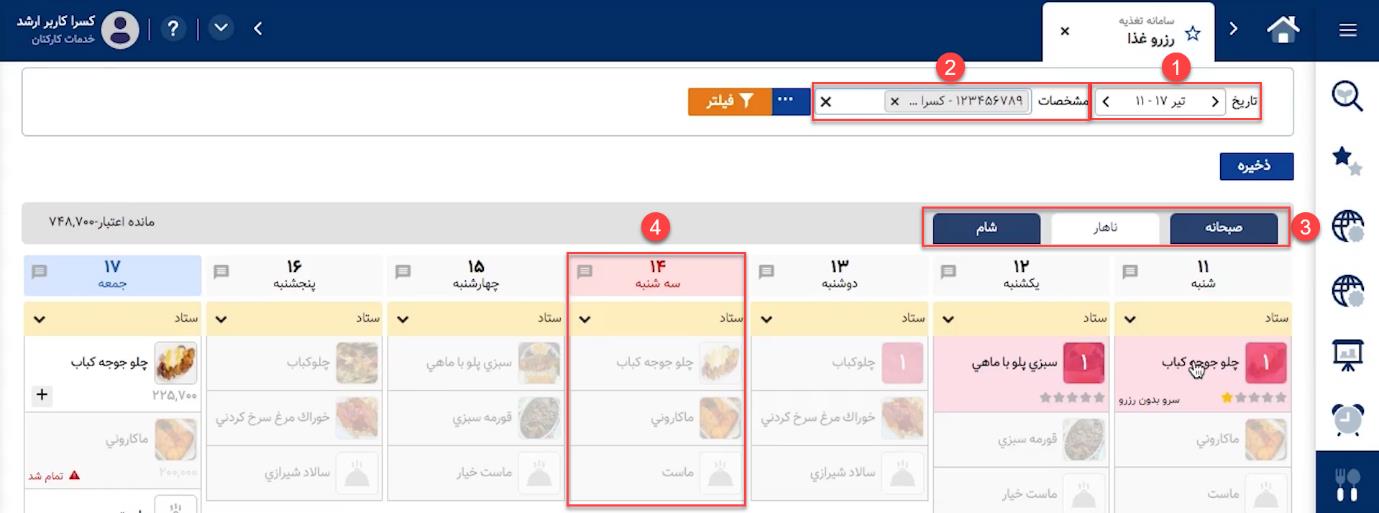 سامانه تغذیه
رزرو غذا
کسرا کاربر ارشد
خدمات کارکنان
?
1
2
تاریخ
تیر ۱۷ - ۱۱
مشخصات
۱۲۳۴۵۶۷۸۹ - کسرا ...
فیلتر
ذخیره
3
صبحانه
ناهار
شام
4
مانده اعتبار-۷۴۸,۷۰۰
۱۱
شنبه
۱۲
یکشنبه
۱۳
دوشنبه
۱۴
سه شنبه
۱۵
چهارشنبه
۱۶
پنجشنبه
۱۷
جمعه
ستاد
ستاد
ستاد
ستاد
ستاد
ستاد
ستاد
۱
چلو جوجه کباب
سرو بدون رزرو
ماکاروني
ماست
۱
سبزي پلو با ماهي
قورمه سبزي
ماست خيار
۱
چلوکباب
خوراك مرغ سرخ كردني
سالاد شيرازي
چلو جوجه کباب
ماکاروني
ماست
سبزي پلو با ماهي
قورمه سبزي
ماست خيار
چلوکباب
خوراك مرغ سرخ كردني
سالاد شيرازي
چلو جوجه کباب
۲۲۵,۷۰۰
ماکاروني
۲۰۰,۰۰۰
تمام شد